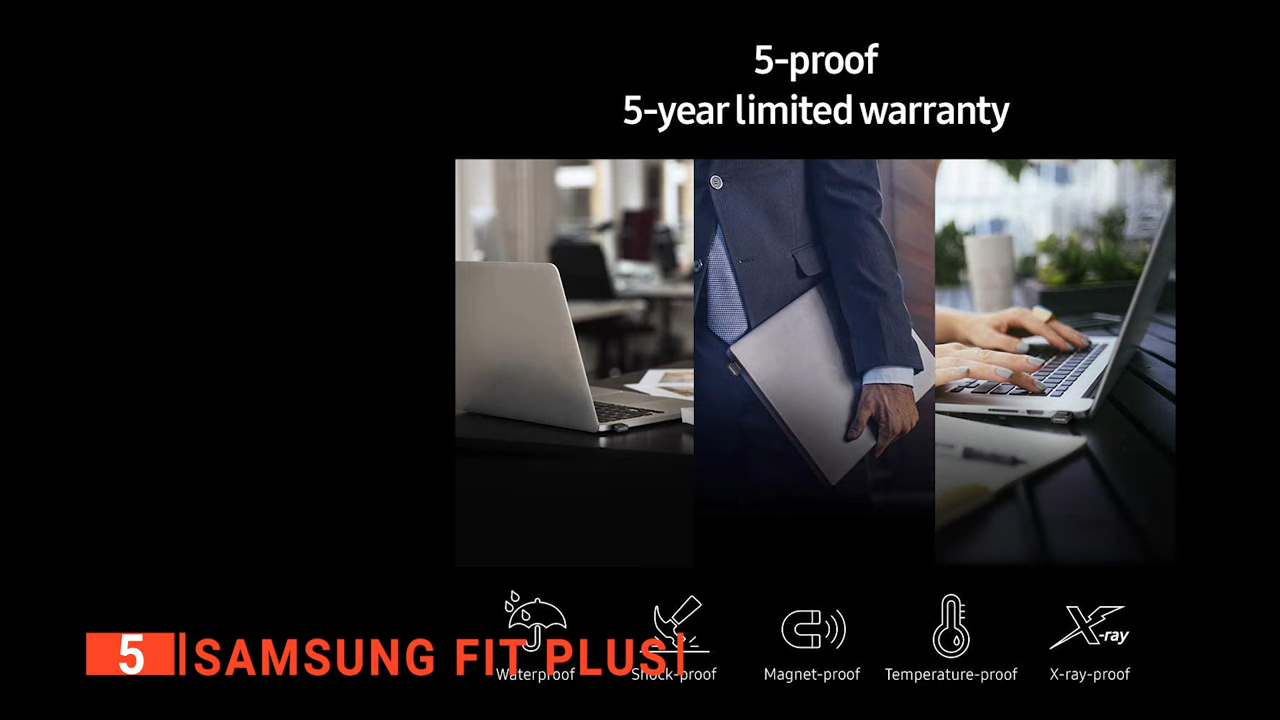 5-proof
5-year limited warranty
X-ray
Waterproof
Shock-proof
Magnet-proof
Temperature-proof
X-ray-proof
5 SAMSUNG FIT PLUS